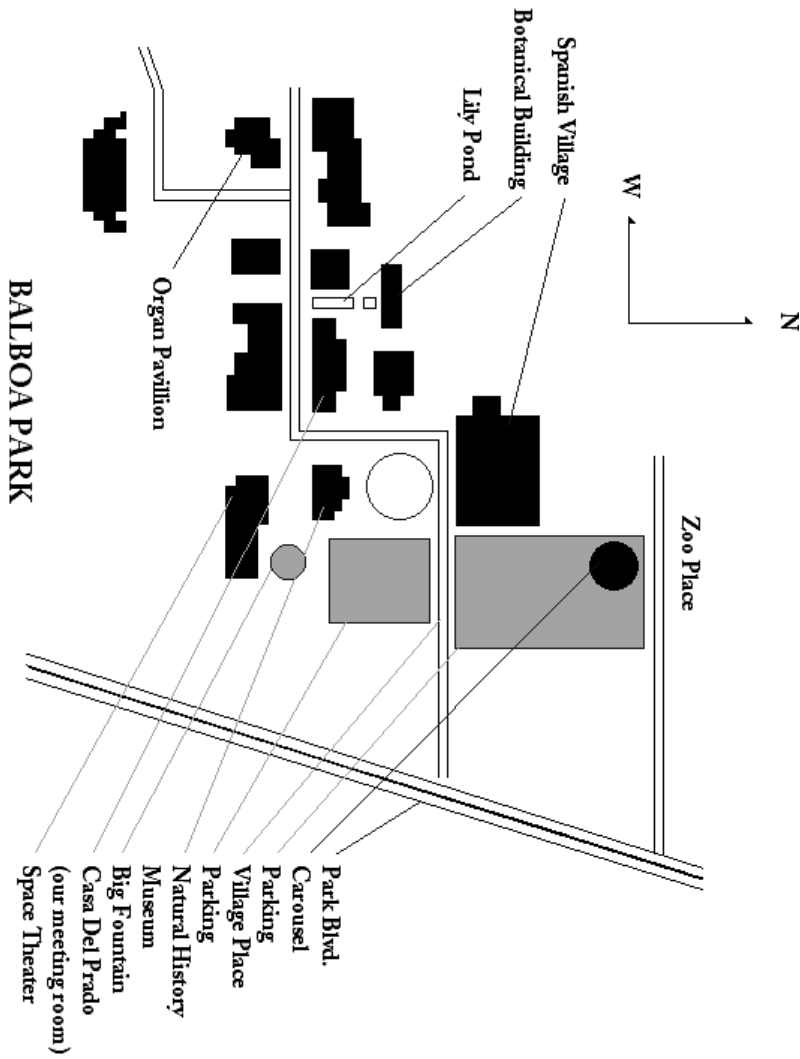 N
W
Zoo Place
Spanish Village
Botanical Building
Lily Pond
Park Blvd.
Carousel
Parking
Village Place
Parking
Natural History
Museum
Big Fountain
Casa Del Prado
(our meeting room)
Space Theater
Organ Pavillion
BALBOA PARK